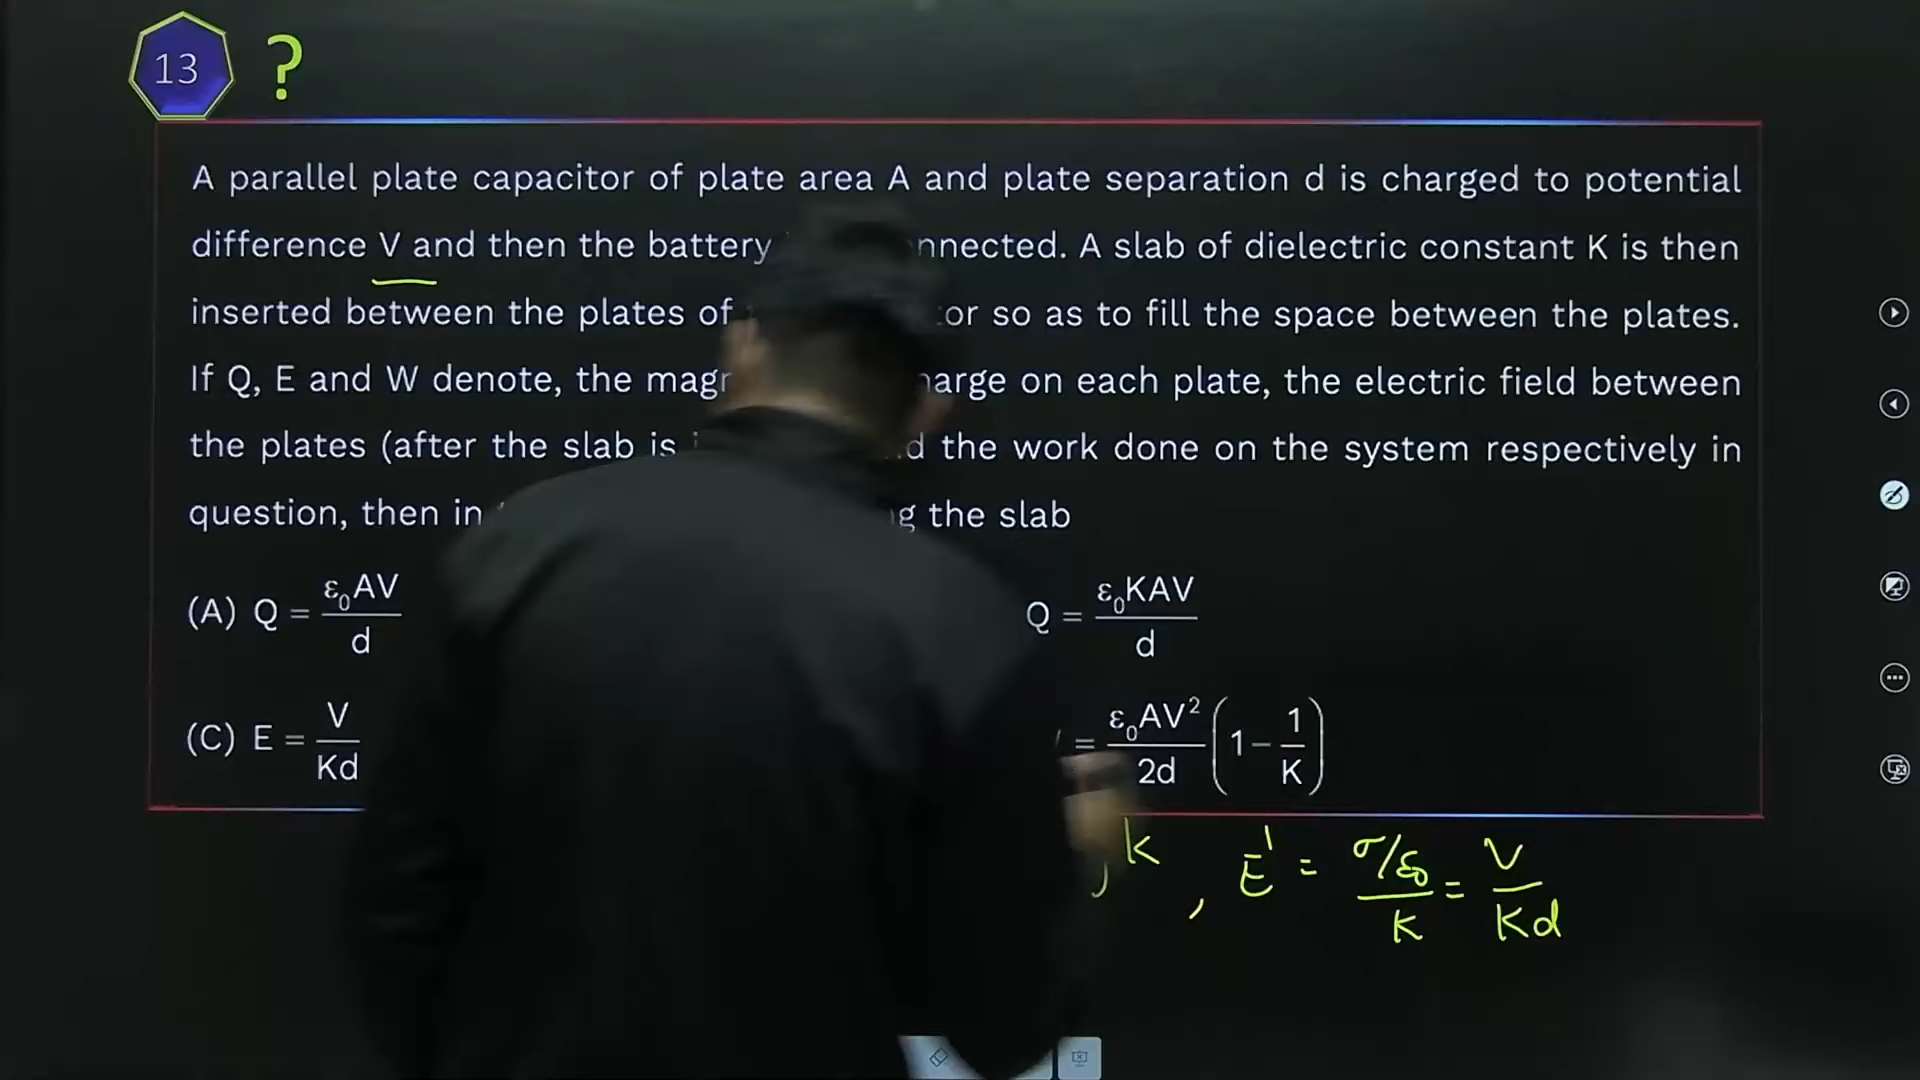 13 ?
A parallel plate capacitor of plate area A and plate separation d is charged to potential
difference V and then the battery nnected. A slab of dielectric constant K is then
inserted between the plates of or so as to fill the space between the plates.
If Q, E and W denote, the mag harge on each plate, the electric field between
the plates (after the slab is d the work done on the system respectively in
question, then in g the slab
(A) Q = ε₀AV/d Q = ε₀KAV/d
(C) E = V/Kd = ε₀AV²/2d (1 − 1/K)
k , E' = σ/ε₀/K = V/Kd